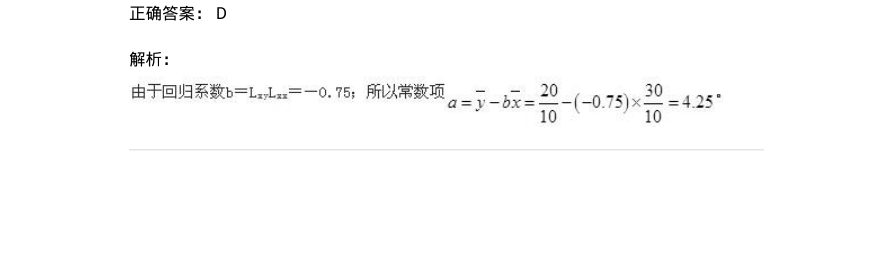 正确答案： D
解析：
由于回归系数b＝LxyLxx＝－0.75；所以常数项 a = y̅ − bx̅ = 20/10 − (−0.75) × 30/10 = 4.25。